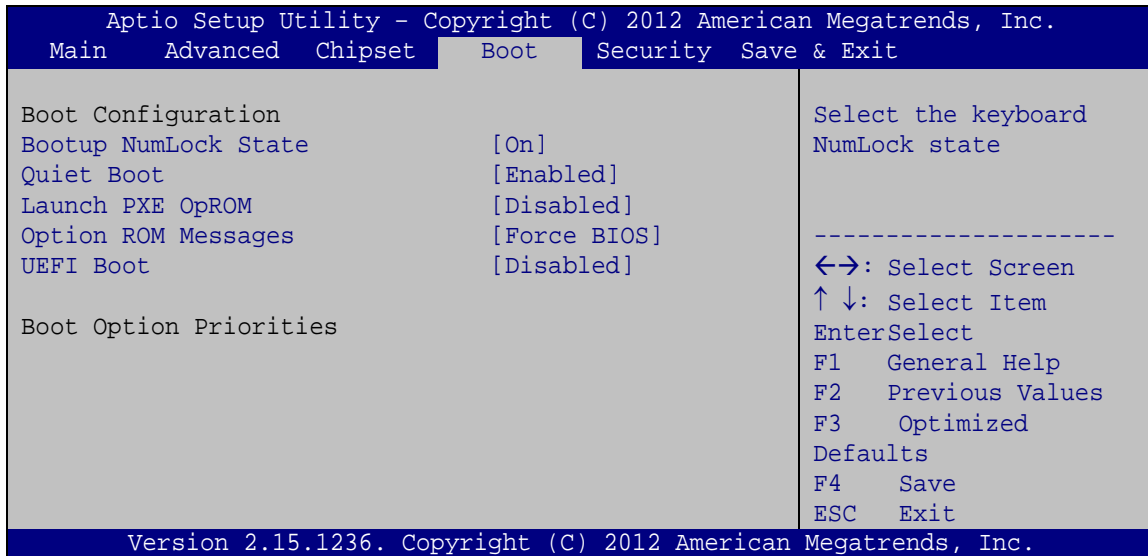 Aptio Setup Utility – Copyright (C) 2012 American Megatrends, Inc.
Main Advanced Chipset Boot Security Save & Exit
Boot Configuration
Bootup NumLock State [On]
Quiet Boot [Enabled]
Launch PXE OpROM [Disabled]
Option ROM Messages [Force BIOS]
UEFI Boot [Disabled]
Boot Option Priorities
Select the keyboard
NumLock state
---------------------
←→: Select Screen
↑ ↓: Select Item
EnterSelect
F1 General Help
F2 Previous Values
F3 Optimized
Defaults
F4 Save
ESC Exit
Version 2.15.1236. Copyright (C) 2012 American Megatrends, Inc.